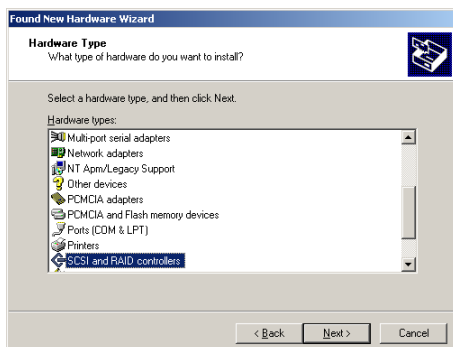 Found New Hardware Wizard
Hardware Type
What type of hardware do you want to install?
Select a hardware type, and then click Next.
Hardware types:
Multi-port serial adapters
Network adapters
NT Apm/Legacy Support
Other devices
PCMCIA adapters
PCMCIA and Flash memory devices
Ports (COM & LPT)
Printers
SCSI and RAID controllers
< Back Next > Cancel